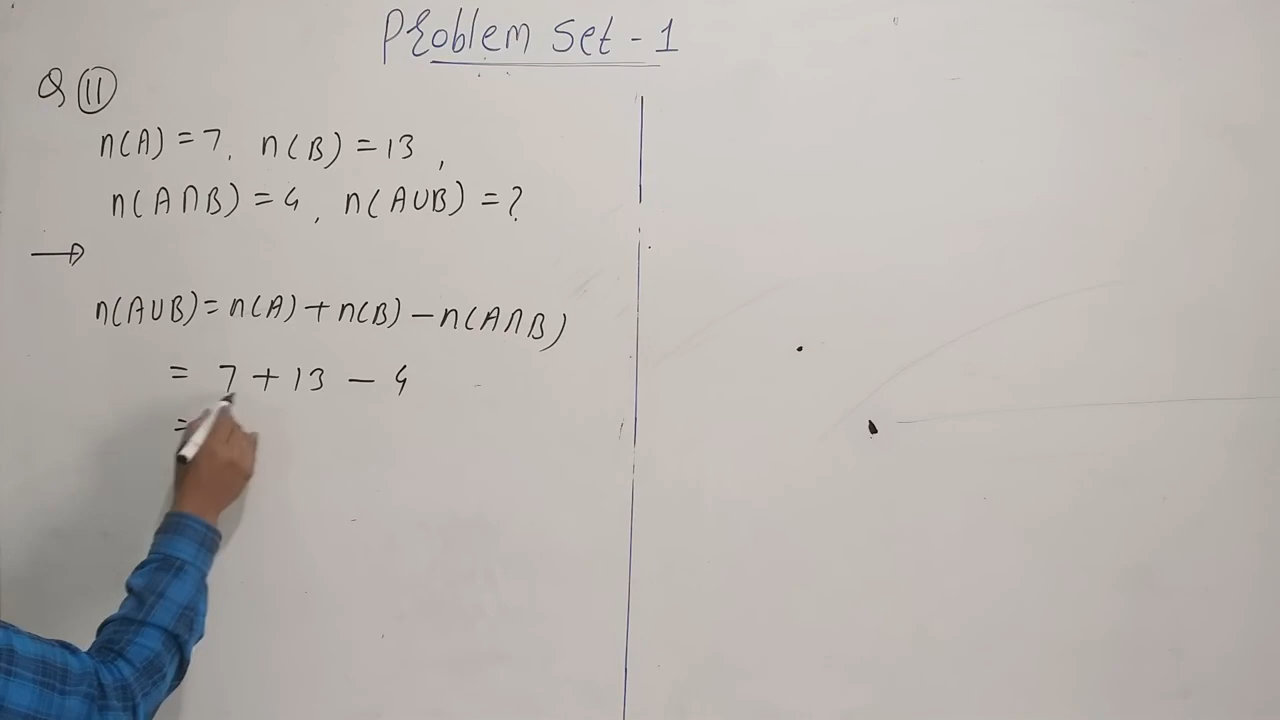 Problem Set - 1
Q 11
n(A) = 7, n(B) = 13,
n(A∩B) = 4, n(A∪B) = ?
→
n(A∪B) = n(A) + n(B) - n(A∩B)
= 7 + 13 - 4
=